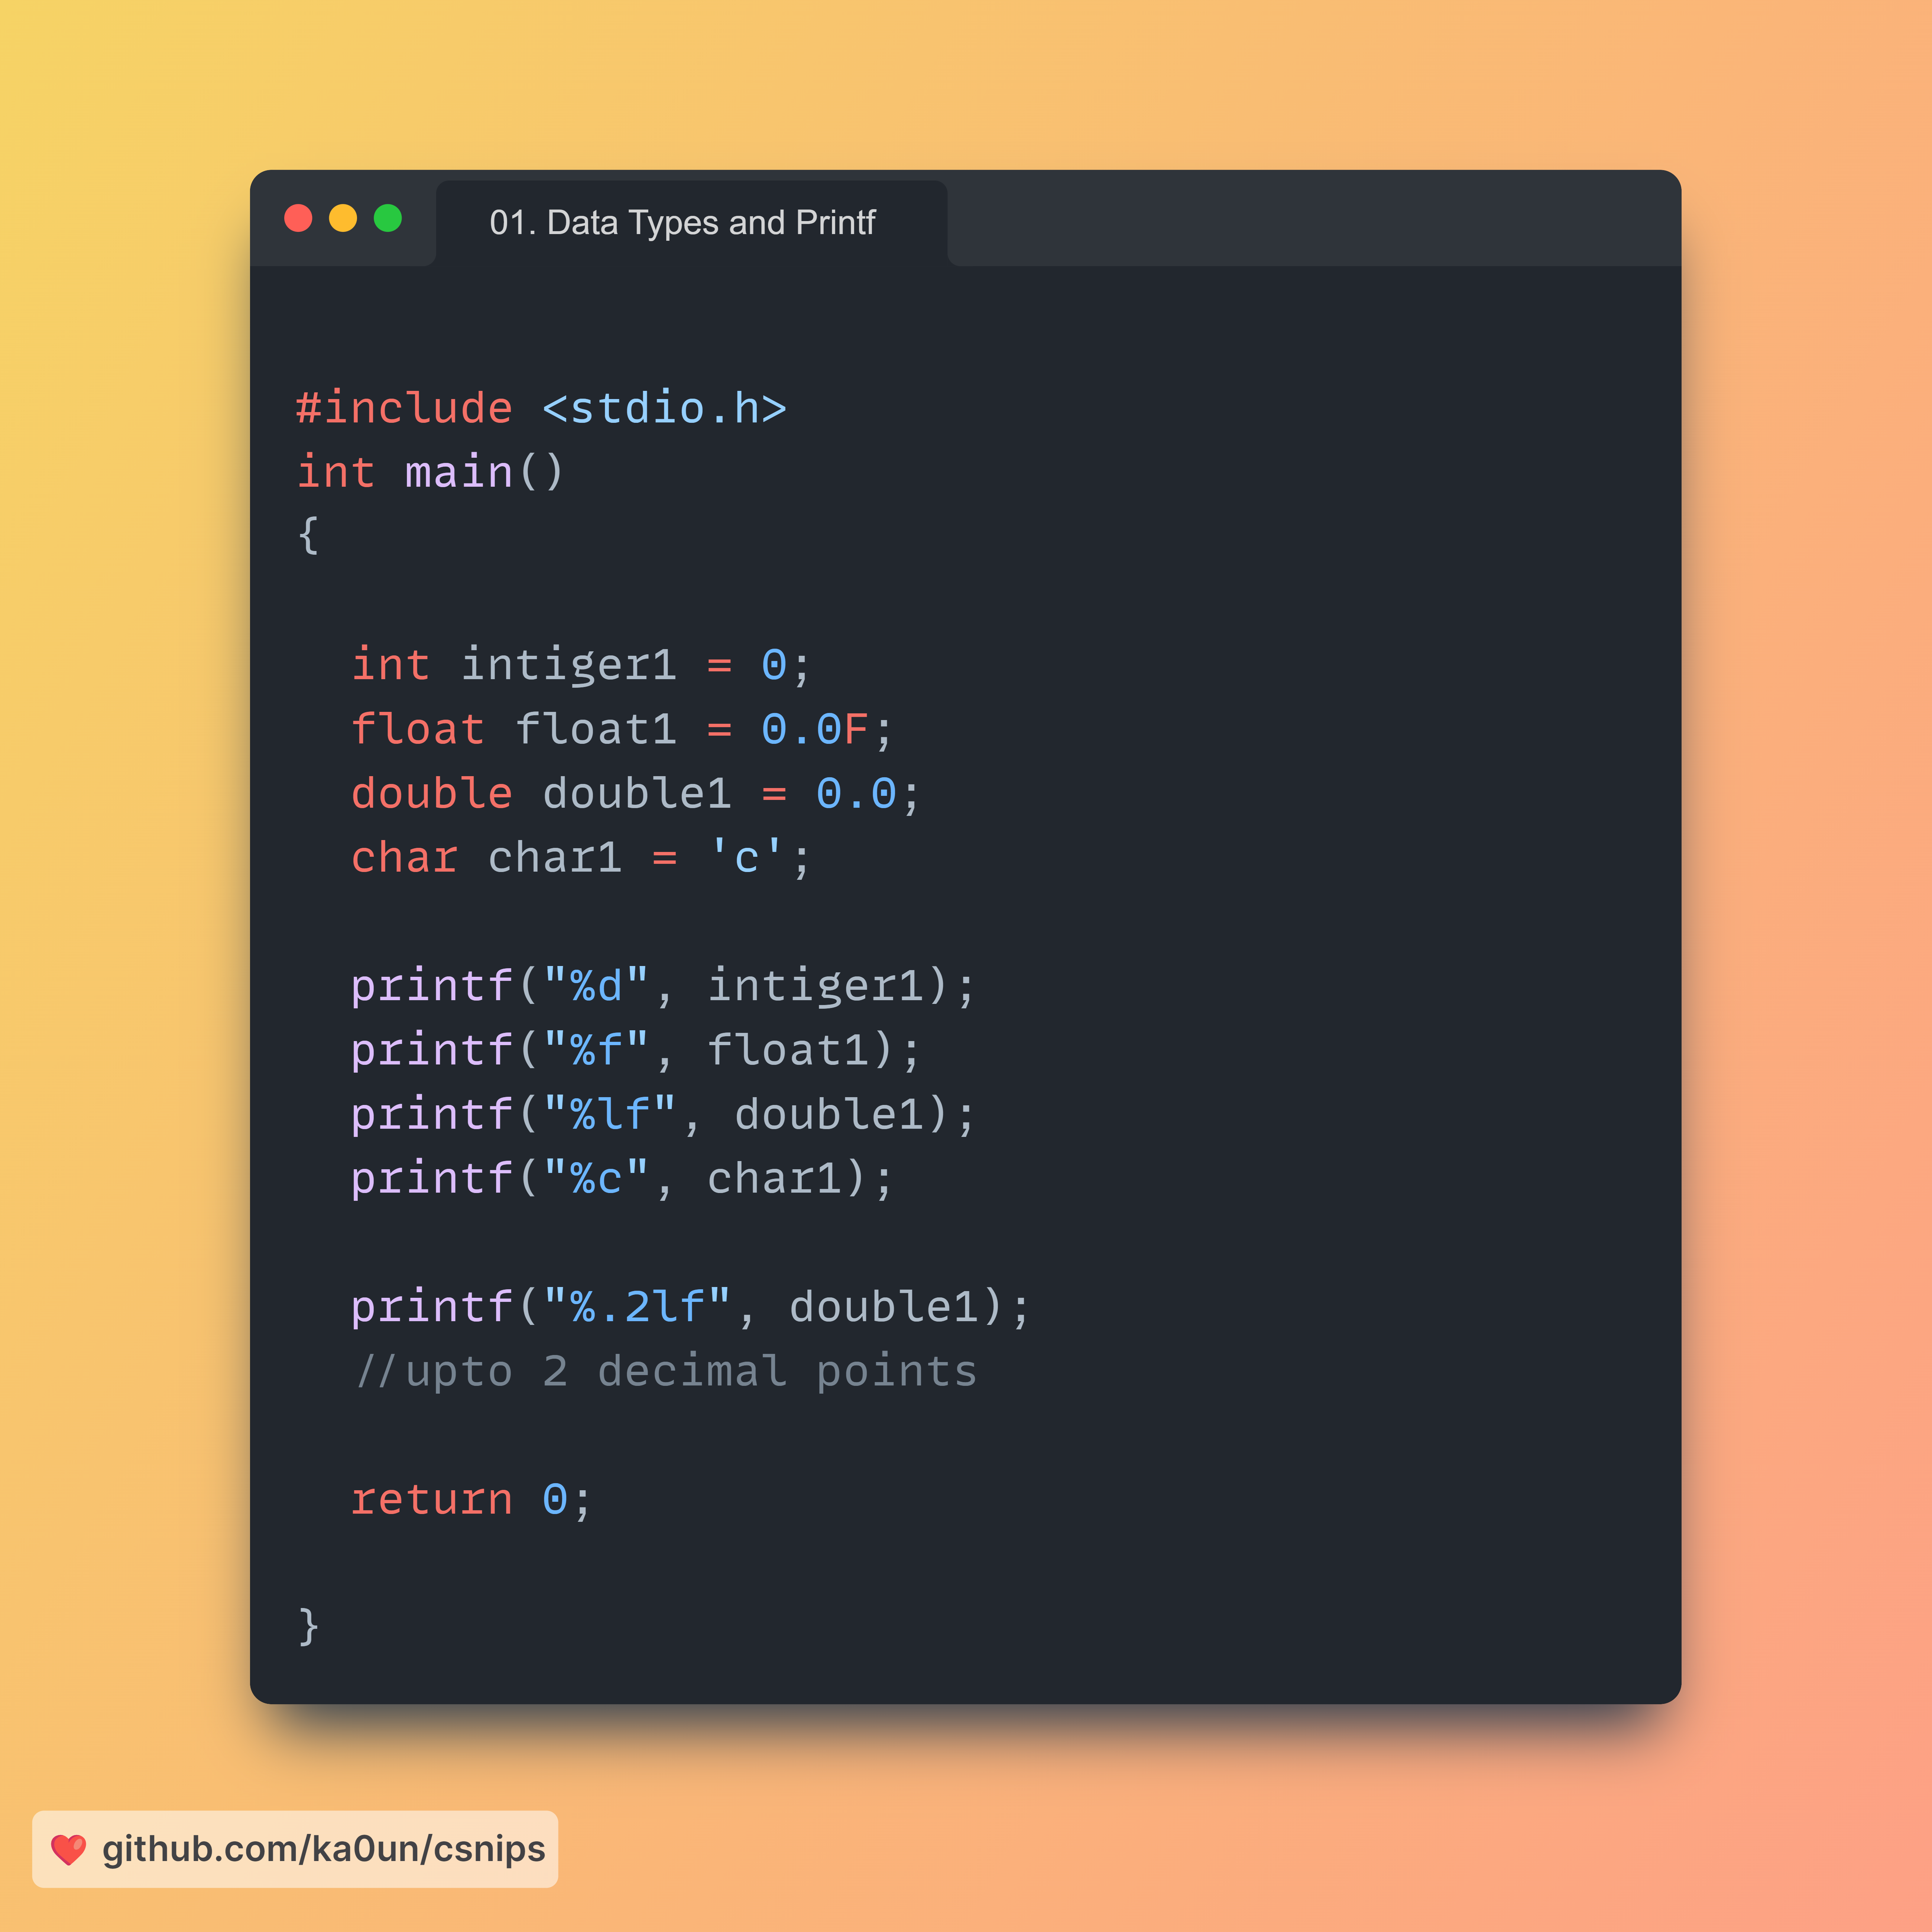 01. Data Types and Printf
#include <stdio.h>
int main()
{
int intiger1 = 0;
float float1 = 0.0F;
double double1 = 0.0;
char char1 = 'c';
printf("%d", intiger1);
printf("%f", float1);
printf("%lf", double1);
printf("%c", char1);
printf("%.2lf", double1);
//upto 2 decimal points
return 0;
}
❤️ github.com/ka0un/csnips